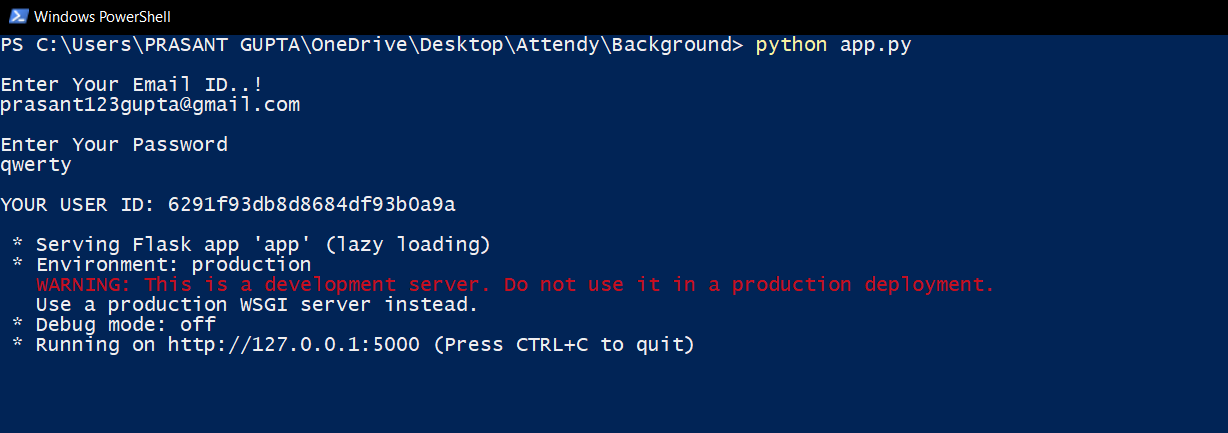 Windows PowerShell
PS C:\Users\PRASANT GUPTA\OneDrive\Desktop\Attendy\Background> python app.py
Enter Your Email ID..!
prasant123gupta@gmail.com
Enter Your Password
qwerty
YOUR USER ID: 6291f93db8d8684df93b0a9a
* Serving Flask app 'app' (lazy loading)
* Environment: production
WARNING: This is a development server. Do not use it in a production deployment.
Use a production WSGI server instead.
* Debug mode: off
* Running on http://127.0.0.1:5000 (Press CTRL+C to quit)